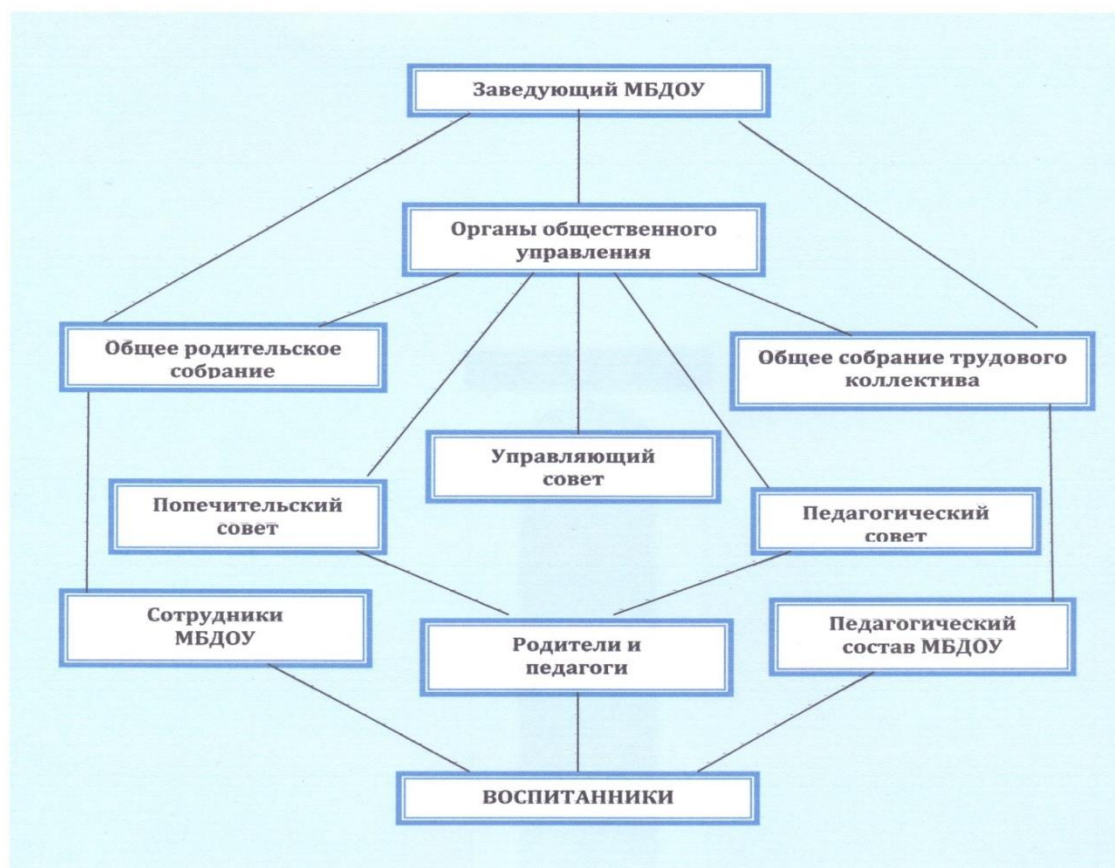 Заведующий МБДОУ
Органы общественного
управления
Общее родительское
собрание
Общее собрание трудового
коллектива
Управляющий
совет
Попечительский
совет
Педагогический
совет
Сотрудники
МБДОУ
Родители и
педагоги
Педагогический
состав МБДОУ
ВОСПИТАННИКИ